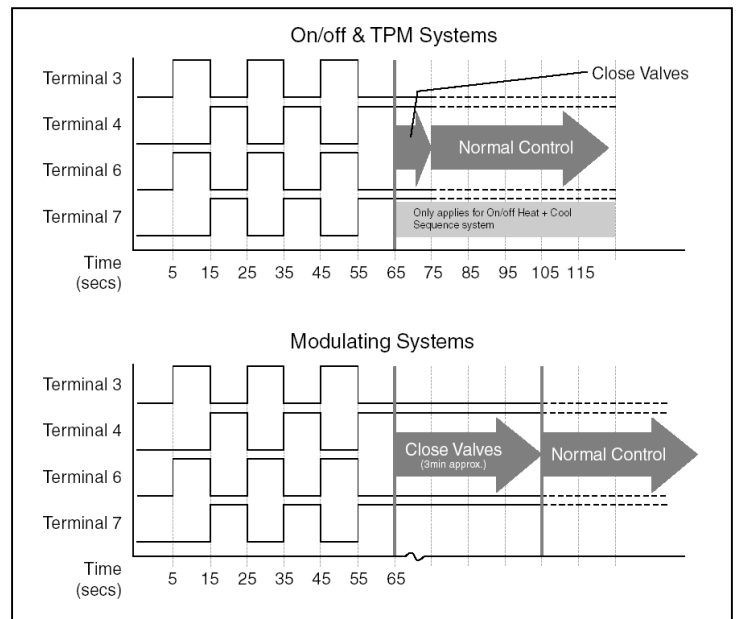 On/off & TPM Systems
Terminal 3
Close Valves
Terminal 4
Normal Control
Terminal 6
Terminal 7
Only applies for On/off Heat + Cool
Sequence system
Time
(secs)
5 15 25 35 45 55 65 75 85 95 105 115
Modulating Systems
Terminal 3
Terminal 4
Close Valves
(3min approx.)
Normal Control
Terminal 6
Terminal 7
Time
(secs)
5 15 25 35 45 55 65